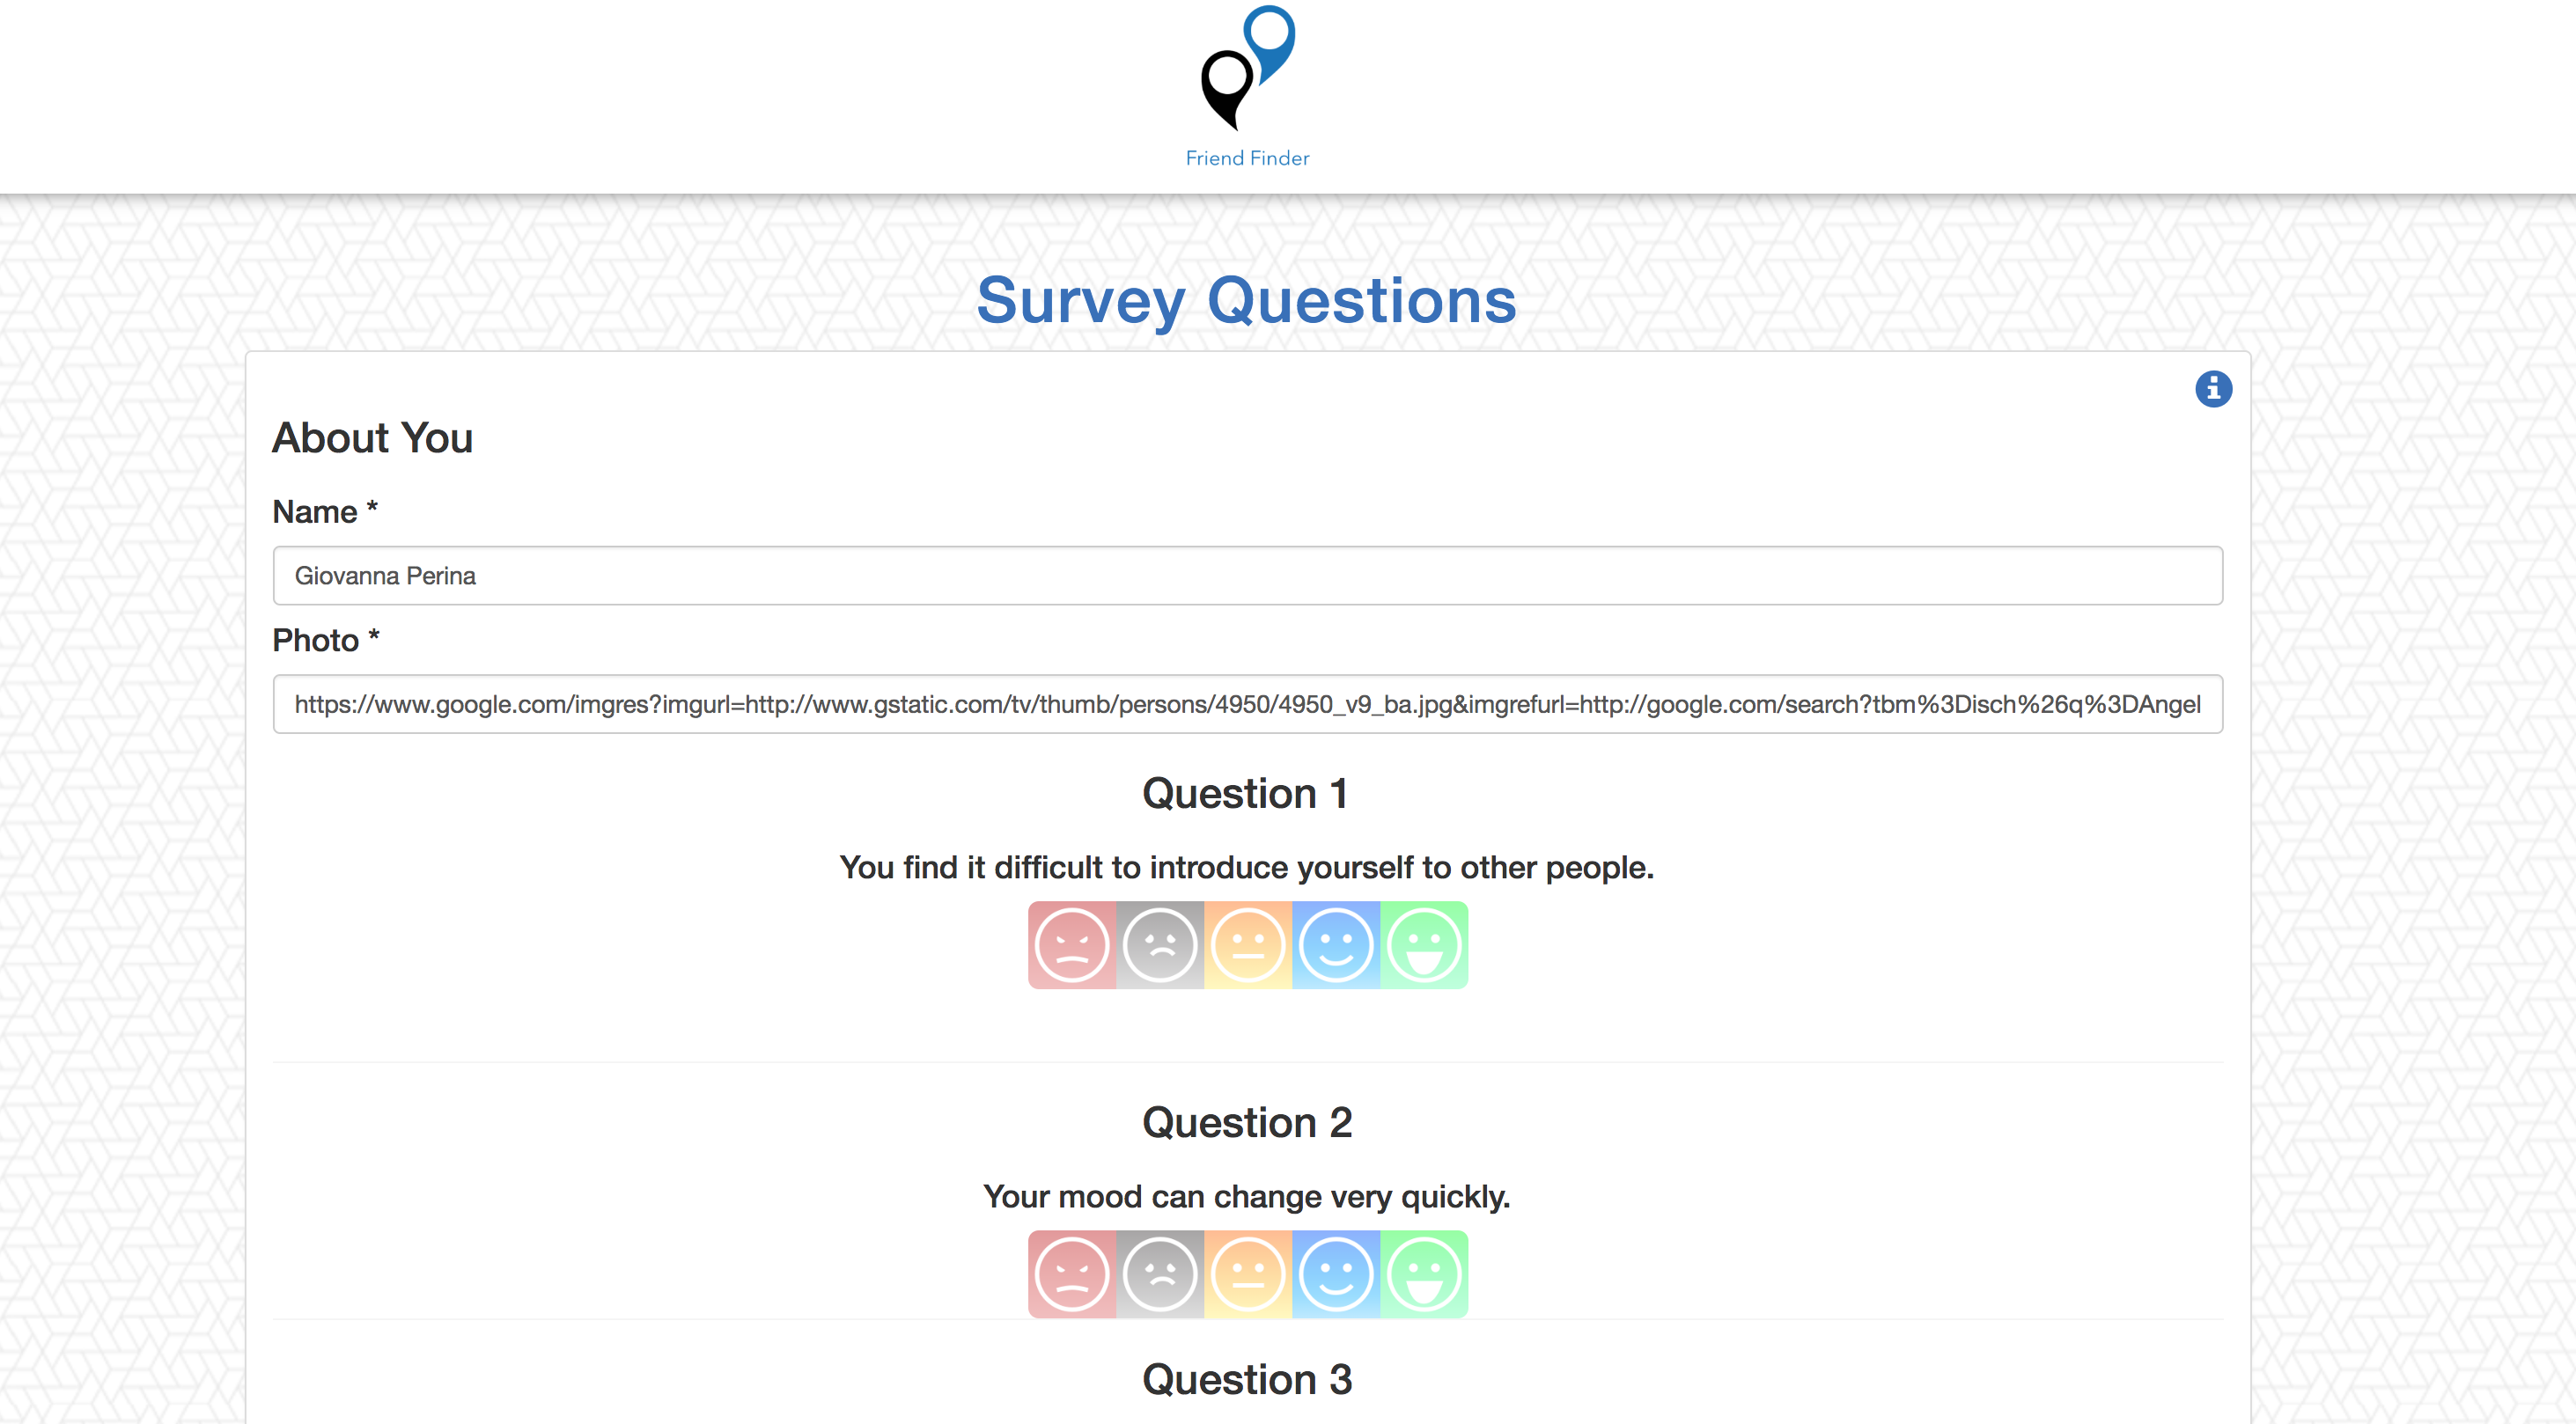 Friend Finder
Survey Questions
About You
Name *
Giovanna Perina
Photo *
https://www.google.com/imgres?imgurl=http://www.gstatic.com/tv/thumb/persons/4950/4950_v9_ba.jpg&imgrefurl=http://google.com/search?tbm%3Disch%26q%3DAngel
Question 1
You find it difficult to introduce yourself to other people.
Question 2
Your mood can change very quickly.
Question 3